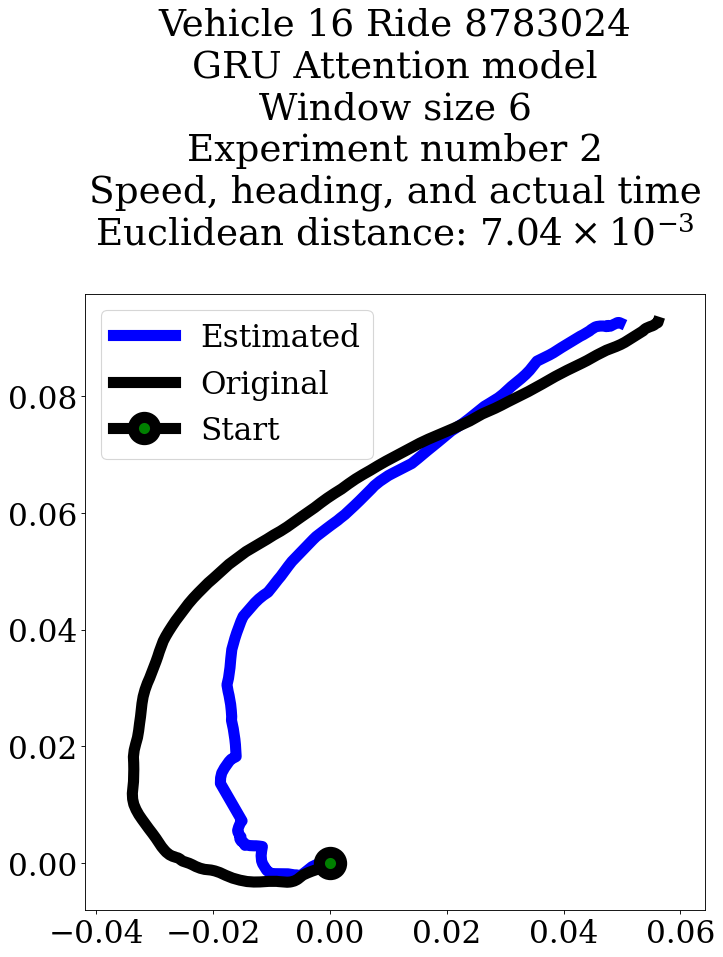 Vehicle 16 Ride 8783024
GRU Attention model
Window size 6
Experiment number 2
Speed, heading, and actual time
Euclidean distance: 7.04 × 10⁻³
Estimated
Original
Start
0.08
0.06
0.04
0.02
0.00
−0.04 −0.02 0.00 0.02 0.04 0.06